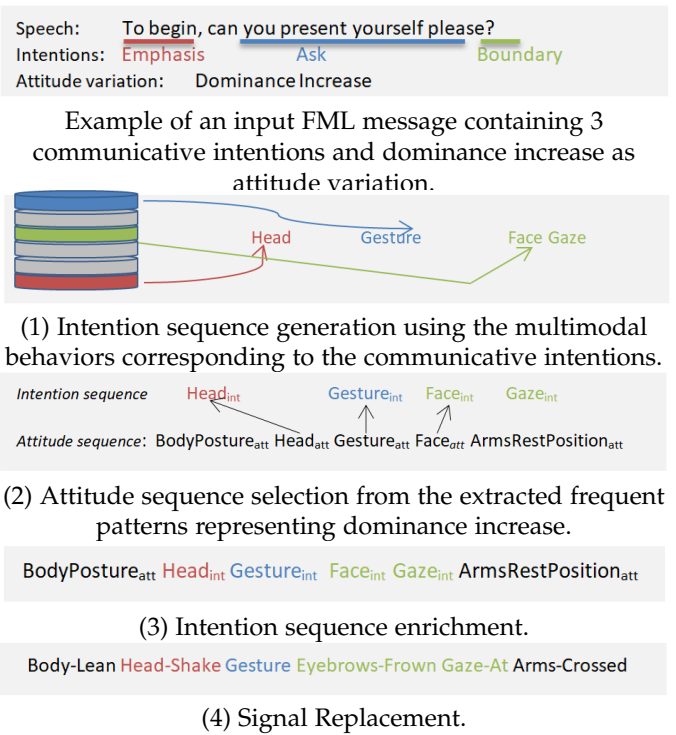 Speech: To begin, can you present yourself please?
Intentions: Emphasis Ask Boundary
Attitude variation: Dominance Increase
Example of an input FML message containing 3
communicative intentions and dominance increase as
attitude variation.
Head Gesture Face Gaze
(1) Intention sequence generation using the multimodal
behaviors corresponding to the communicative intentions.
Intention sequence Headint Gestureint Faceint Gazeint
Attitude sequence: BodyPostureatt Headatt Gestureatt Faceatt ArmsRestPositionatt
(2) Attitude sequence selection from the extracted frequent
patterns representing dominance increase.
BodyPostureatt Headint Gestureint Faceint Gazeint ArmsRestPositionatt
(3) Intention sequence enrichment.
Body-Lean Head-Shake Gesture Eyebrows-Frown Gaze-At Arms-Crossed
(4) Signal Replacement.